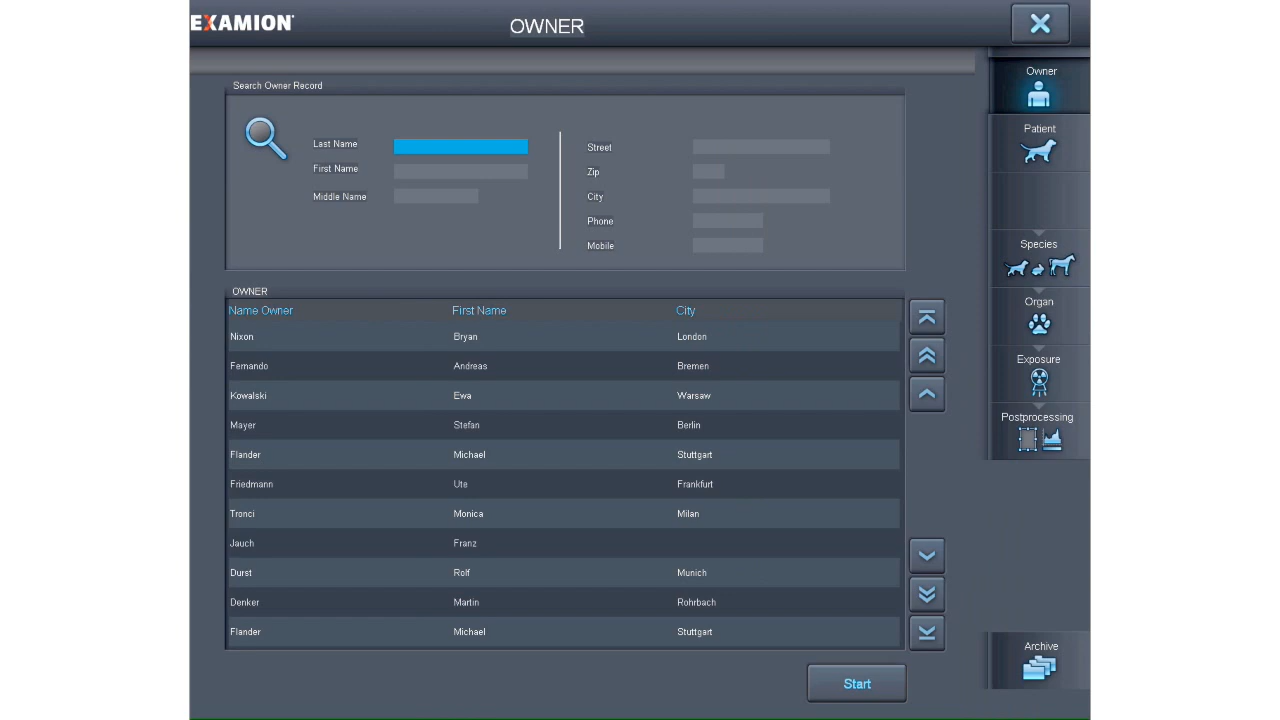 EXAMION
OWNER
Owner
Patient
Species
Organ
Exposure
Postprocessing
Archive
Search Owner Record
Last Name
First Name
Middle Name
Street
Zip
City
Phone
Mobile
OWNER
Name Owner First Name City
Nixon Bryan London
Fernando Andreas Bremen
Kowalski Ewa Warsaw
Mayer Stefan Berlin
Flander Michael Stuttgart
Friedmann Ute Frankfurt
Tronci Monica Milan
Jauch Franz
Durst Rolf Munich
Denker Martin Rohrbach
Flander Michael Stuttgart
Start